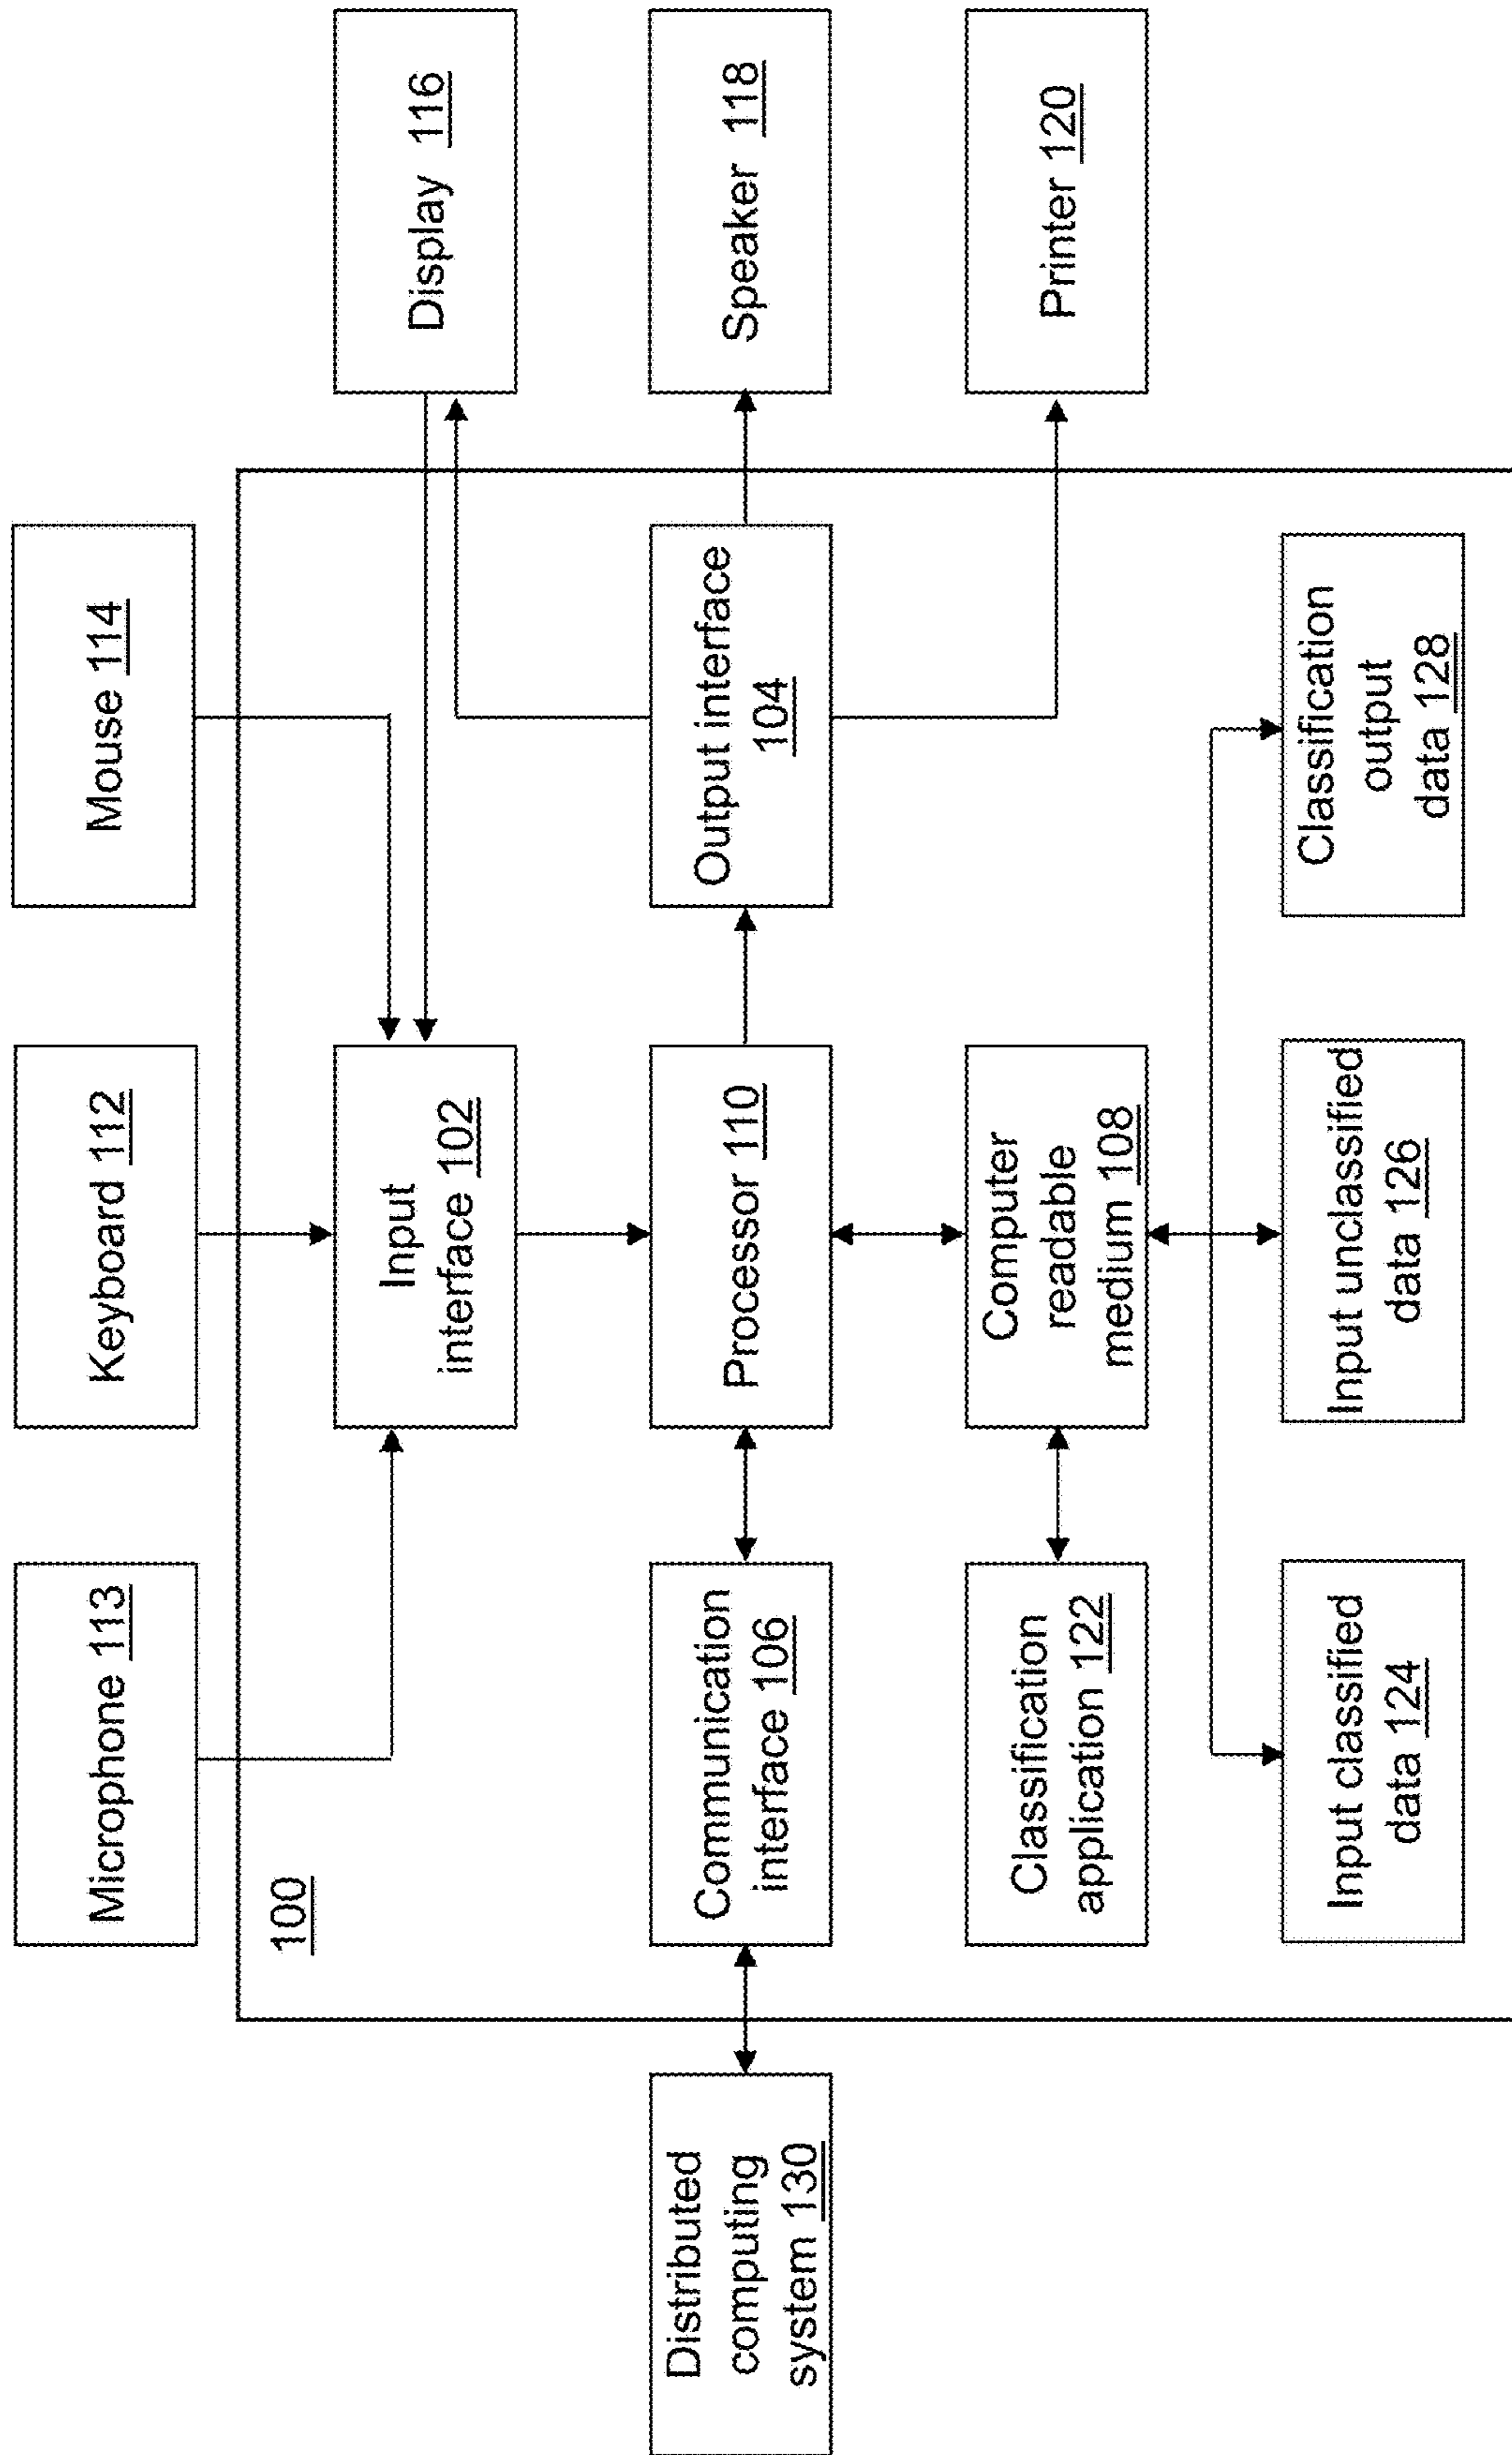 Microphone 113
Keyboard 112
Mouse 114
100
Input
interface 102
Display 116
Distributed
computing
system 130
Communication
interface 106
Processor 110
Output interface
104
Speaker 118
Classification
application 122
Computer
readable
medium 108
Printer 120
Input classified
data 124
Input unclassified
data 126
Classification
output
data 128